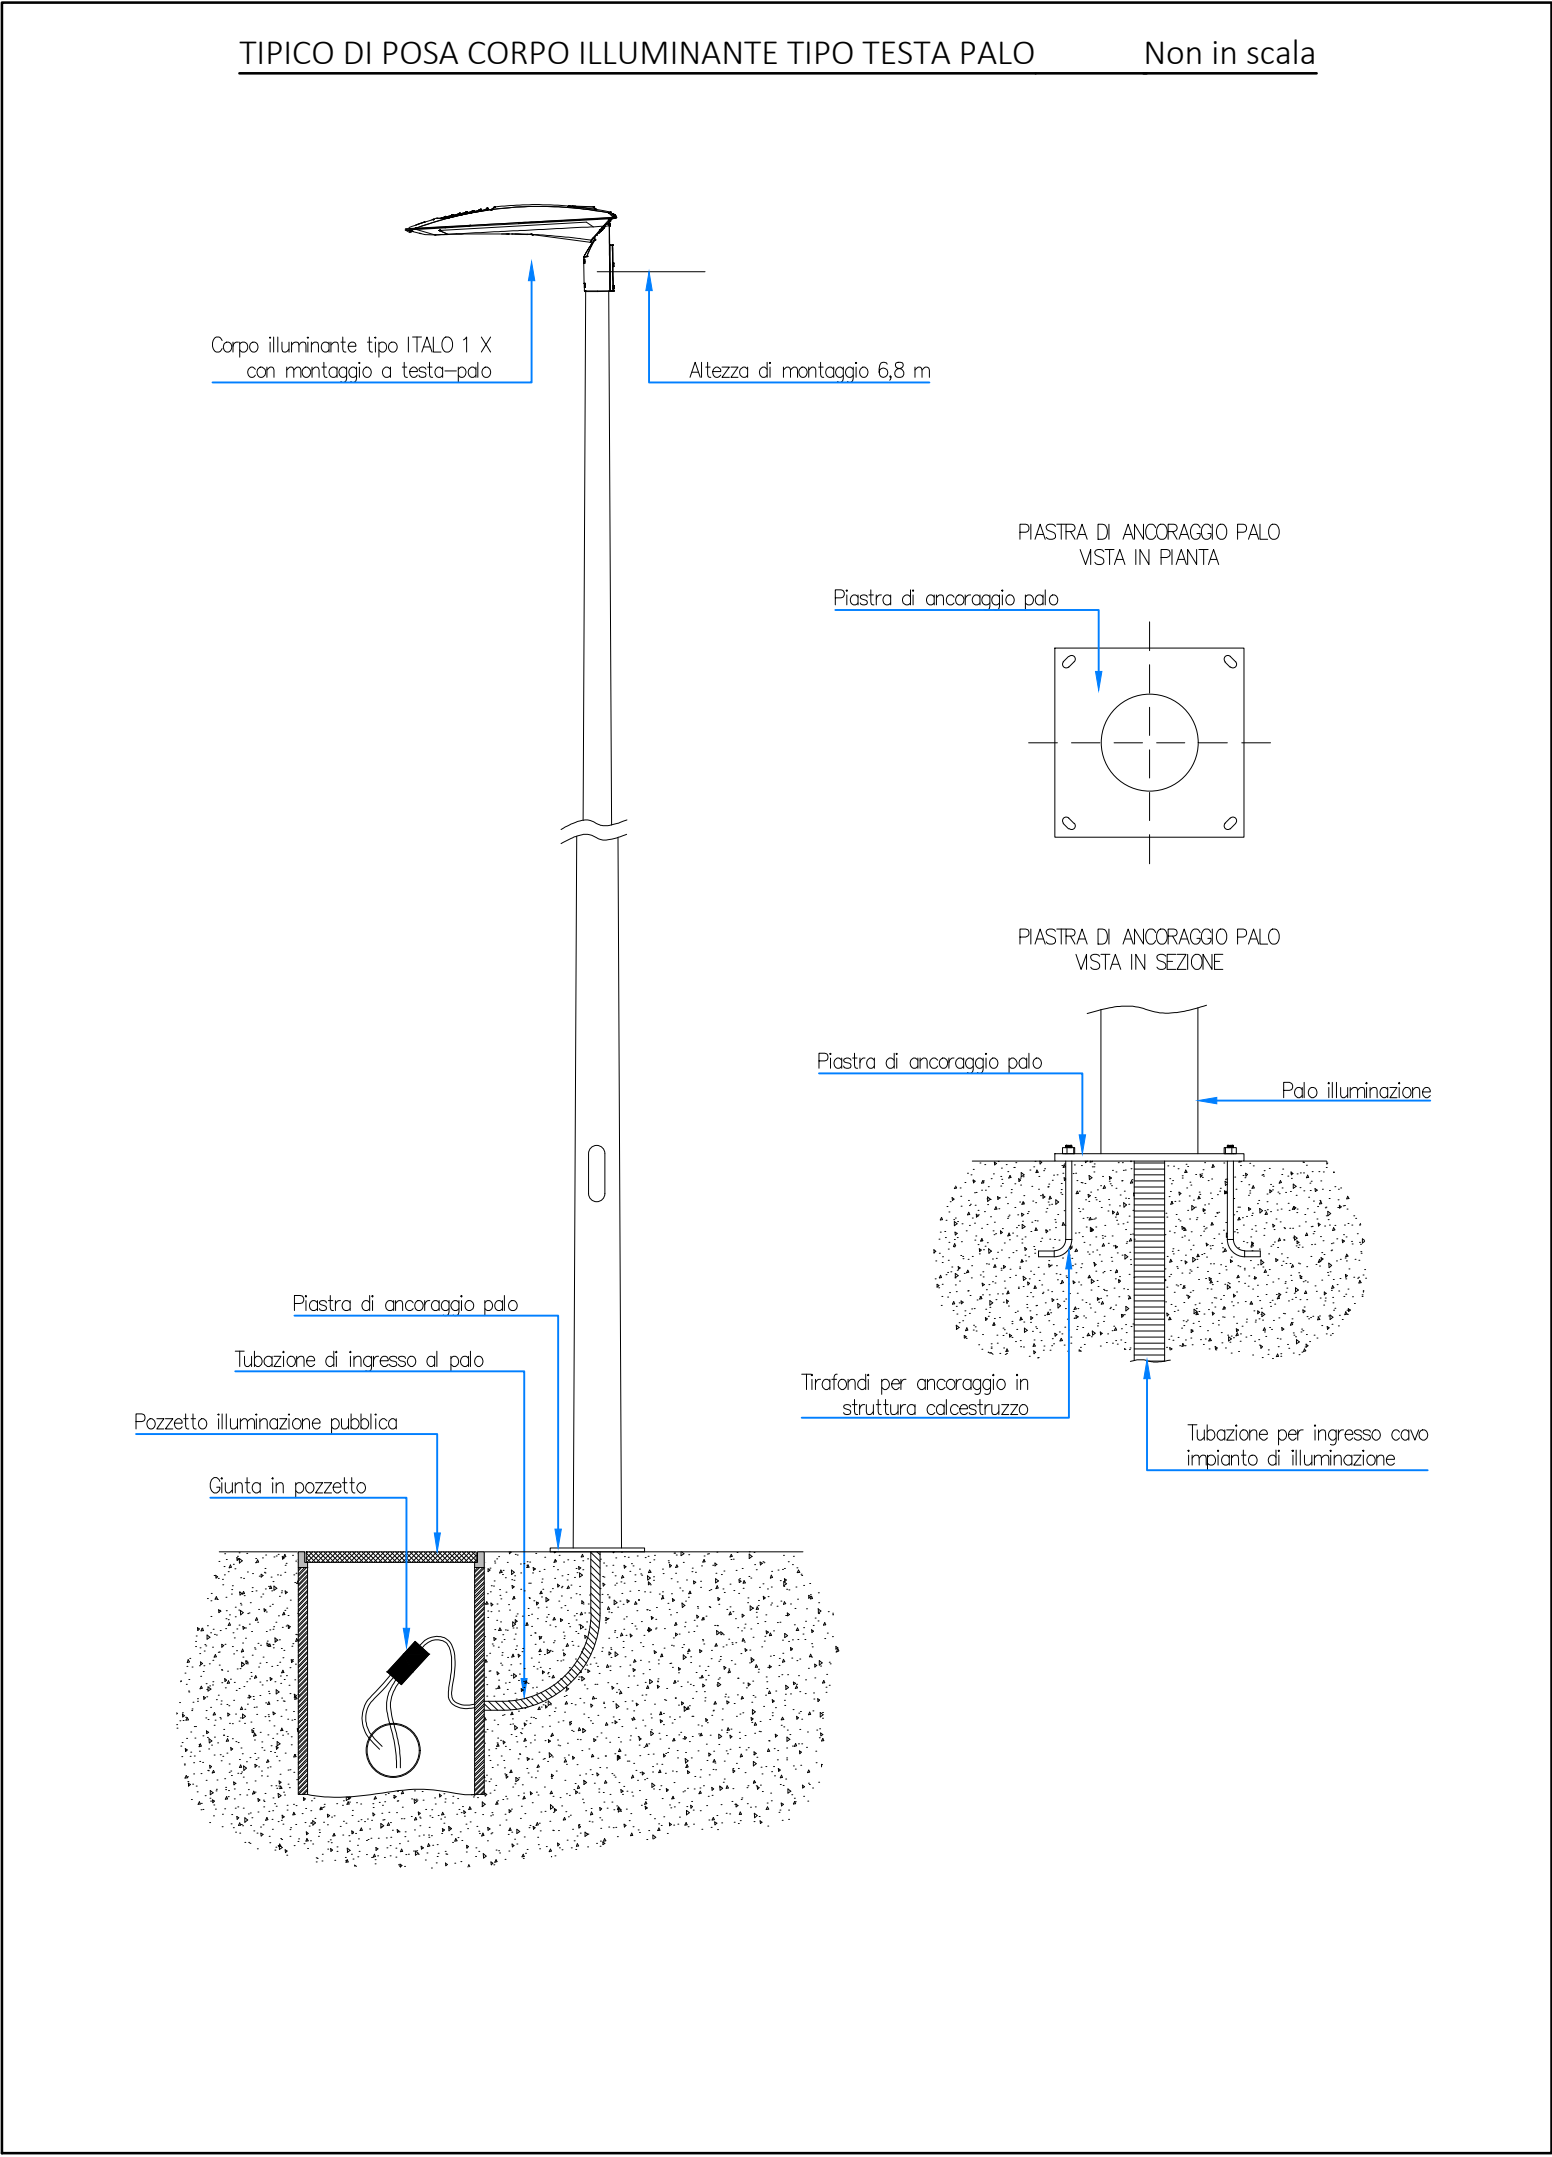 TIPICO DI POSA CORPO ILLUMINANTE TIPO TESTA PALO Non in scala
Corpo illuminante tipo ITALO 1 X
con montaggio a testa-palo
Altezza di montaggio 6,8 m
PIASTRA DI ANCORAGGIO PALO
VISTA IN PIANTA
Piastra di ancoraggio palo
PIASTRA DI ANCORAGGIO PALO
VISTA IN SEZIONE
Piastra di ancoraggio palo
Palo illuminazione
Piastra di ancoraggio palo
Tubazione di ingresso al palo
Tirafondi per ancoraggio in
struttura calcestruzzo
Pozzetto illuminazione pubblica
Tubazione per ingresso cavo
impianto di illuminazione
Giunta in pozzetto